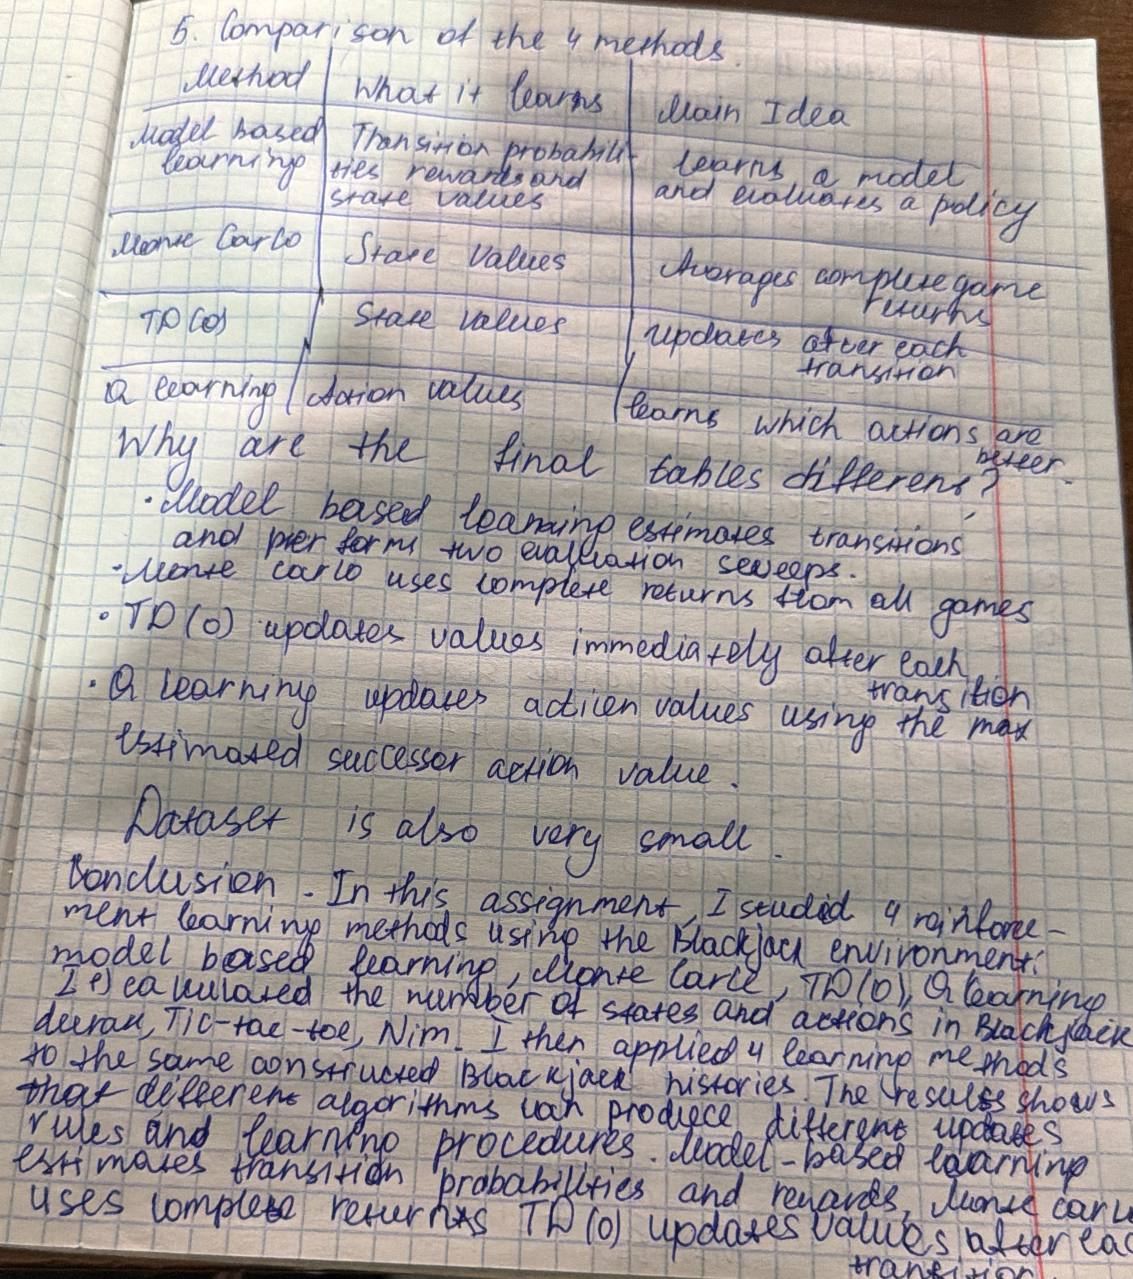 5. Comparison of the 4 methods.
Method | What it learns | Main Idea
Model based learning | Transition probabili-ties rewards and state values | learns a model and evaluates a policy
Monte Carlo | State Values | Averages complete game returns
TD(0) | State values | updates after each transition
Q learning | Action values | learns which actions are better.
Why are the final tables different?
• Model based learning estimates transitions
and performs two evaluation sweeps.
• Monte carlo uses complete returns from all games
• TD(0) updates values immediately after each
transition
• Q learning updates action values using the max
estimated successor action value.
Dataset is also very small.
Conclusion - In this assignment, I studied 4 reinforce-
ment learning methods using the Blackjack environment:
model based learning, Monte Carlo, TD(0), Q learning
I calculated the number of states and actions in Blackjack
durak, Tic-tac-toe, Nim. I then applied 4 learning methods
to the same constructed Blackjack histories. The results shows
that different algorithms can produce different updates
rules and learning procedures. Model-based learning
estimates transition probabilities and rewards, Monte carlo
uses complete returns TD(0) updates values after eac
transition